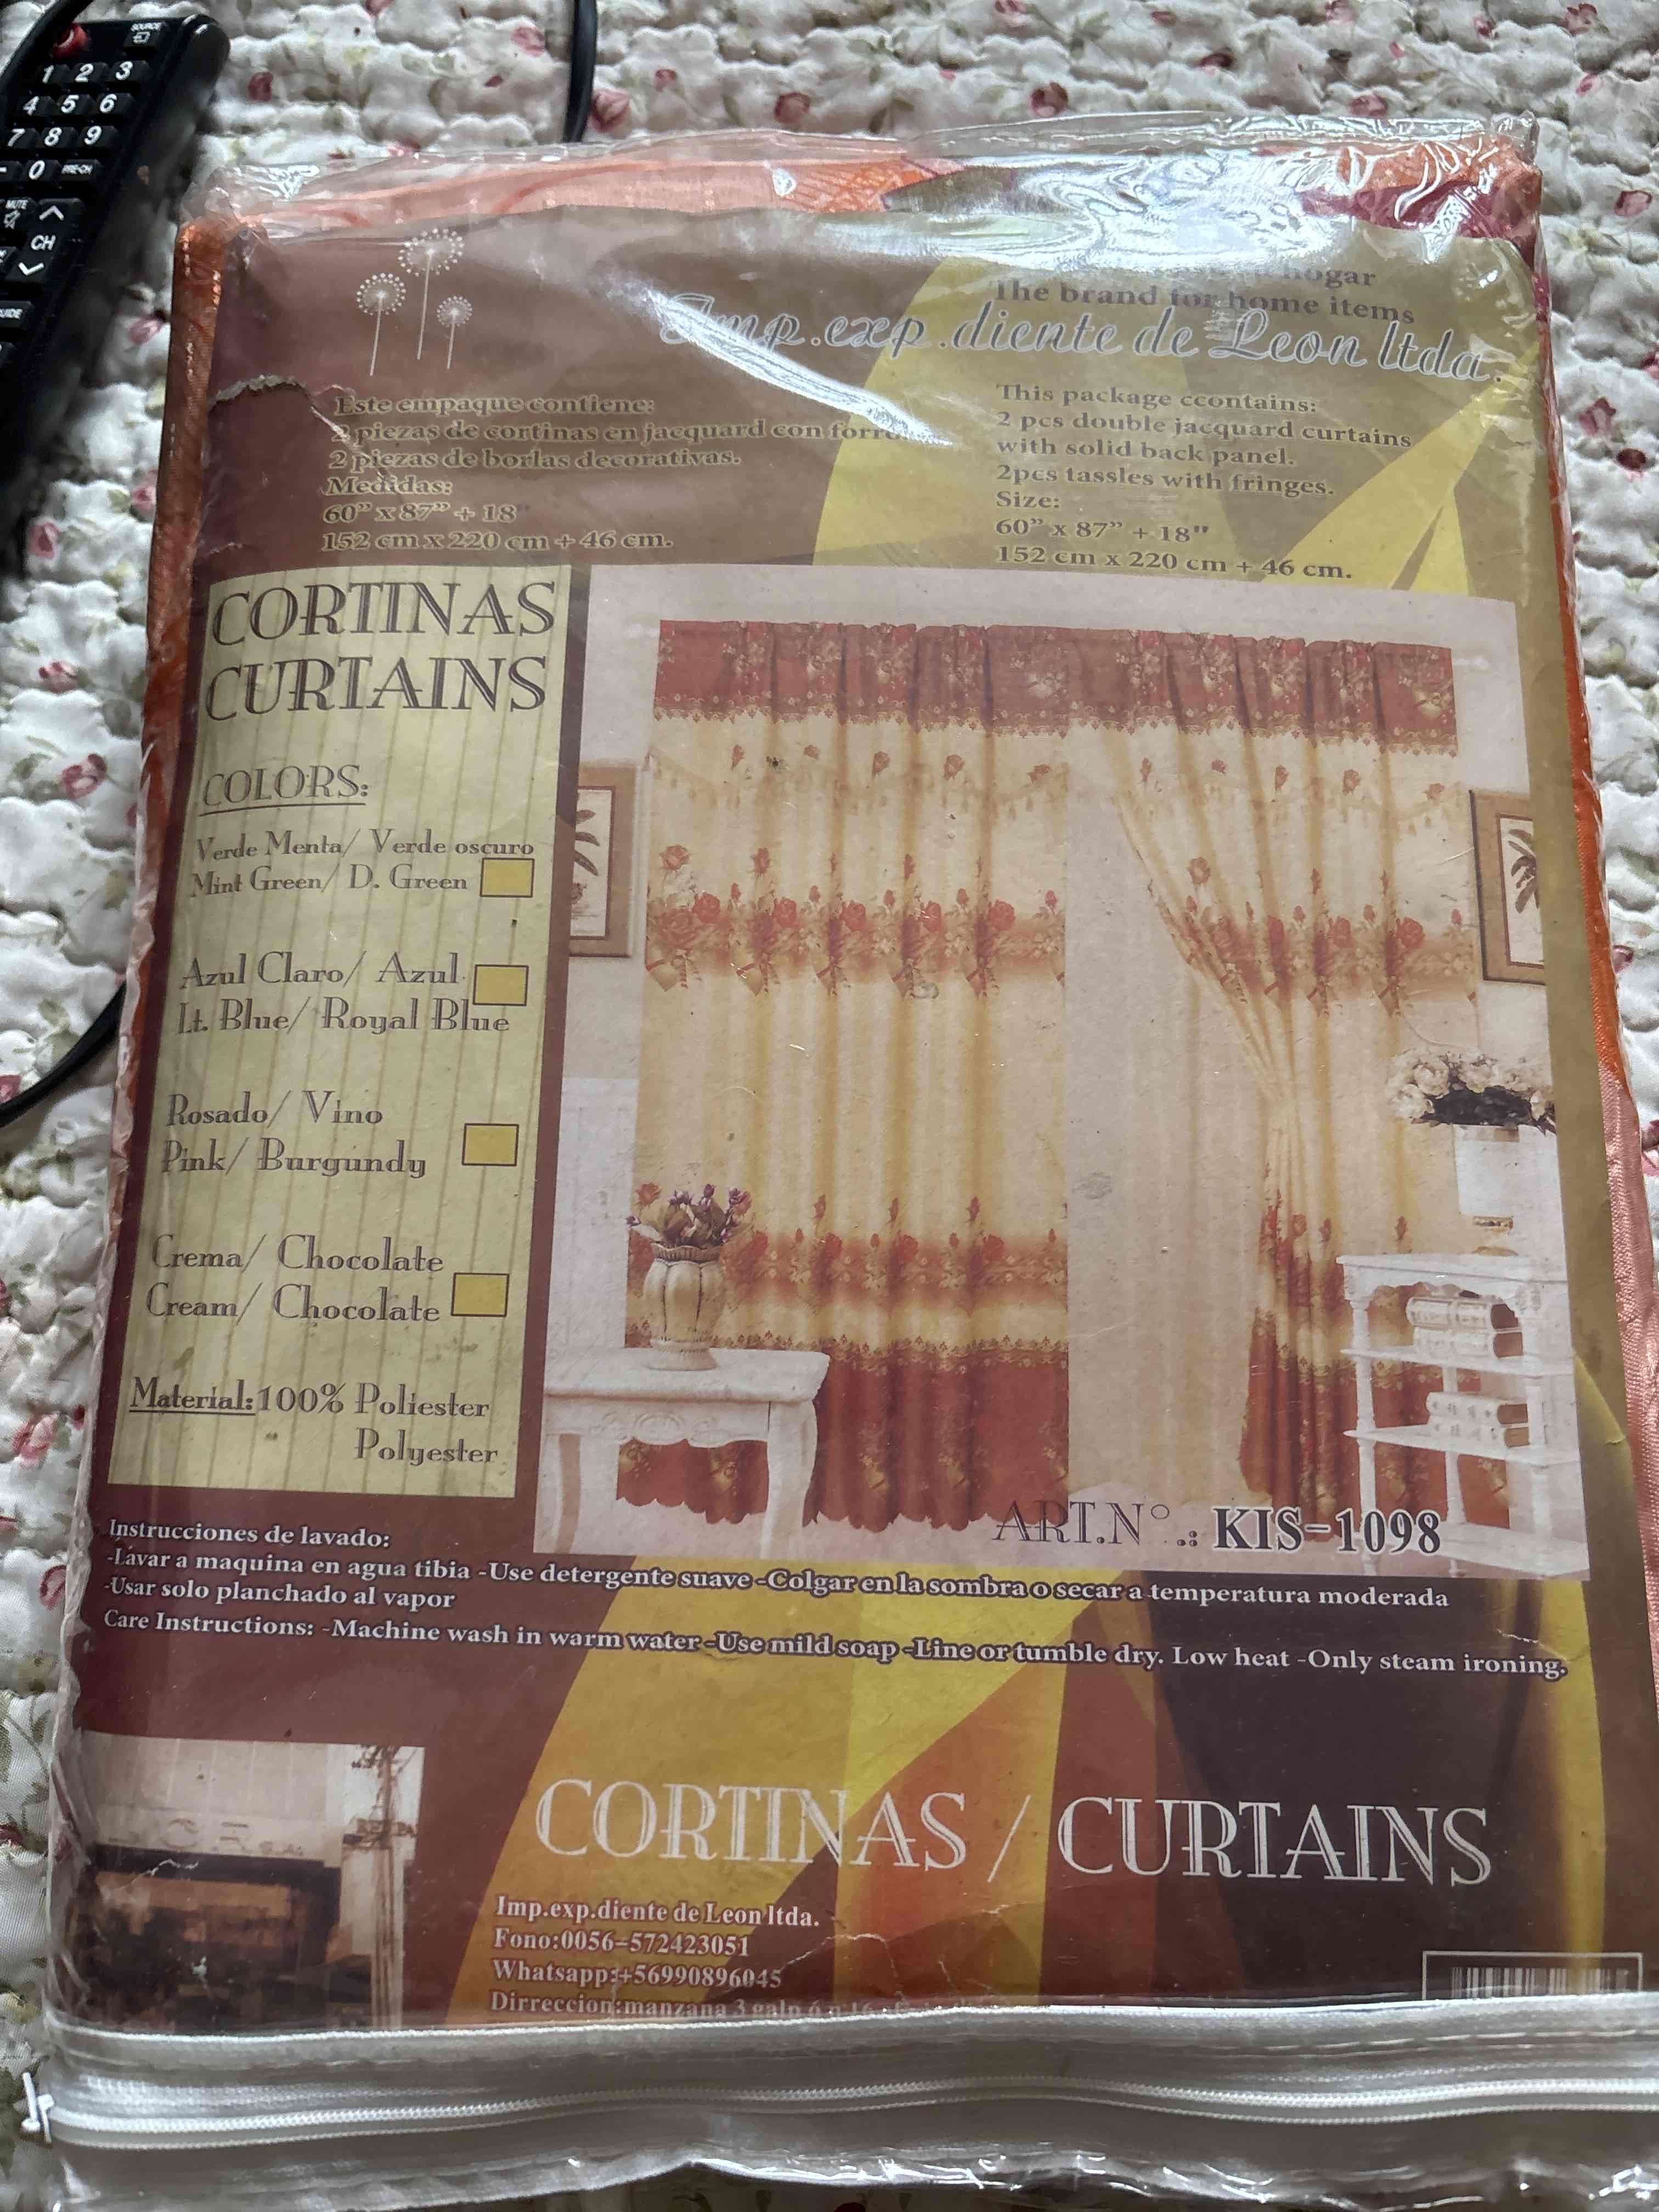 SOURCE
1 2 3
4 5 6
7 8 9
0 PRE-CH
MUTE
CH
hogar
The brand for home items
Imp.exp.diente de Leon ltda.
Este empaque contiene:
2 piezas de cortinas en jacquard con forro
2 piezas de borlas decorativas.
Medidas:
60” x 87” + 18
152 cm x 220 cm + 46 cm.
This package ccontains:
2 pcs double jacquard curtains
with solid back panel.
2pcs tassles with fringes.
Size:
60” x 87” + 18"
152 cm x 220 cm + 46 cm.
CORTINAS
CURTAINS
COLORS:
Verde Menta/ Verde oscuro
Mint Green/ D. Green
Azul Claro/ Azul
Lt. Blue/ Royal Blue
Rosado/ Vino
Pink/ Burgundy
Crema/ Chocolate
Cream/ Chocolate
Material:100% Poliester
Polyester
ART.N°.: KIS-1098
Instrucciones de lavado:
-Lavar a maquina en agua tibia -Use detergente suave -Colgar en la sombra o secar a temperatura moderada
-Usar solo planchado al vapor
Care Instructions: -Machine wash in warm water -Use mild soap -Line or tumble dry. Low heat -Only steam ironing.
CORTINAS / CURTAINS
Imp.exp.diente de Leon ltda.
Fono:0056-572423051
Whatsapp:+56990896045
Dirreccion:manzana 3 galp